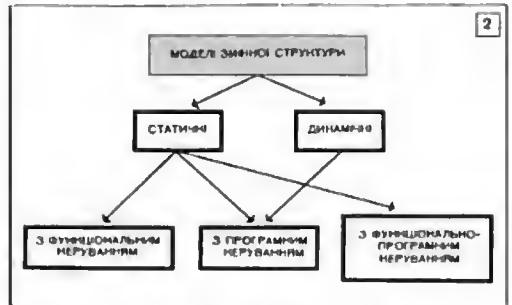 2
МОДЕЛІ ЗМІННОЇ СТРУКТУРИ
СТАТИЧНІ
ДИНАМІЧНІ
З ФУНКЦІОНАЛЬНИМ
КЕРУВАННЯМ
З ПРОГРАМНИМ
КЕРУВАННЯМ
З ФУНКЦІОНАЛЬНО-
ПРОГРАМНИМ
КЕРУВАННЯМ